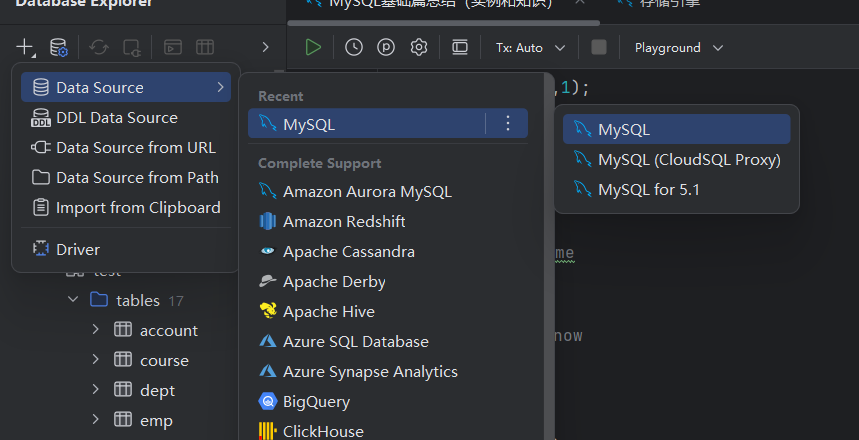 Database Explorer
MySQL基础篇总结（实例和知识）
存储引擎
Tx: Auto
Playground
,1);
Data Source
DDL Data Source
Data Source from URL
Data Source from Path
Import from Clipboard
Driver
Recent
MySQL
Complete Support
Amazon Aurora MySQL
Amazon Redshift
Apache Cassandra
Apache Derby
Apache Hive
Azure SQL Database
Azure Synapse Analytics
BigQuery
ClickHouse
MySQL
MySQL (CloudSQL Proxy)
MySQL for 5.1
me
now
test
tables 17
account
course
dept
emp